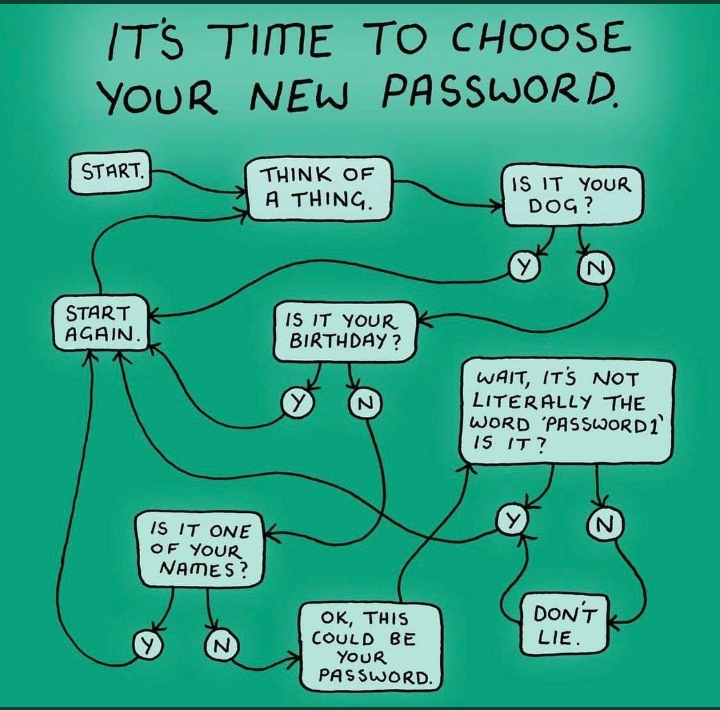 IT'S TIME TO CHOOSE
YOUR NEW PASSWORD.
START.
THINK OF
A THING.
IS IT YOUR
DOG?
Y
N
START
AGAIN.
IS IT YOUR
BIRTHDAY?
Y
N
WAIT, IT'S NOT
LITERALLY THE
WORD 'PASSWORD1'
IS IT?
Y
N
IS IT ONE
OF YOUR
NAMES?
Y
N
OK, THIS
COULD BE
YOUR
PASSWORD.
DON'T
LIE.